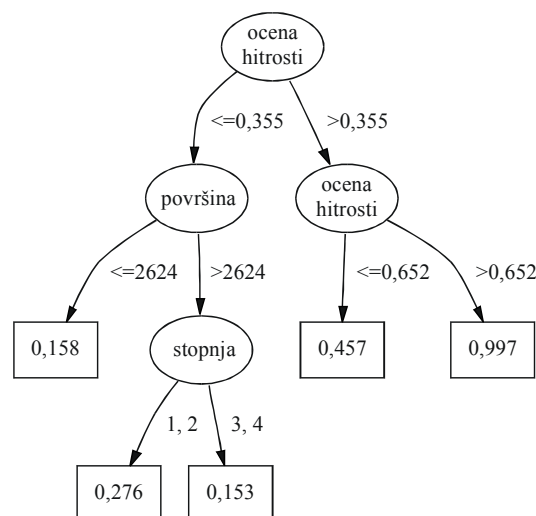 ocena
hitrosti
<=0,355
>0,355
površina
ocena
hitrosti
<=2624
>2624
<=0,652
>0,652
0,158
stopnja
0,457
0,997
1, 2
3, 4
0,276
0,153